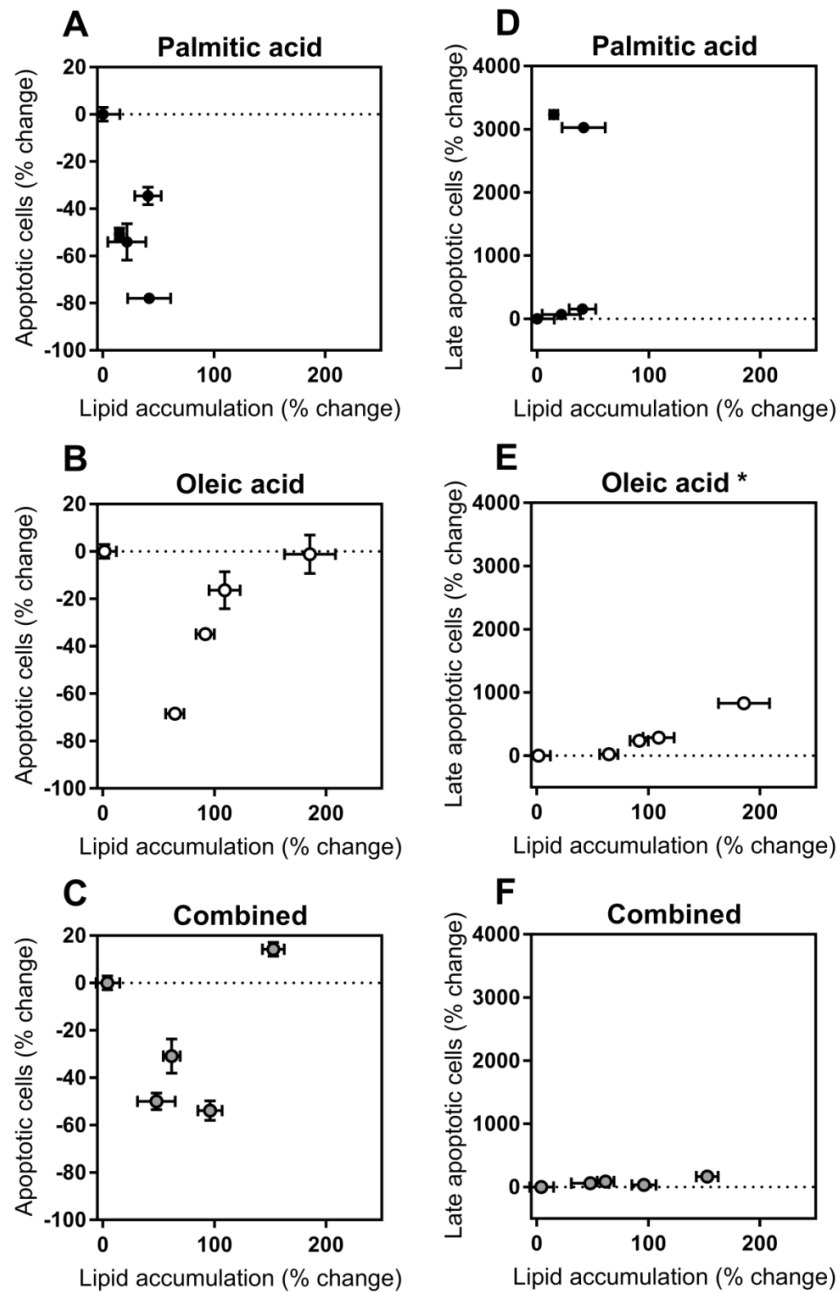 A
Palmitic acid
Apoptotic cells (% change)
20
0
-20
-40
-60
-80
-100
0 100 200
Lipid accumulation (% change)
D
Palmitic acid
Late apoptotic cells (% change)
4000
3000
2000
1000
0
0 100 200
Lipid accumulation (% change)
B
Oleic acid
Apoptotic cells (% change)
20
0
-20
-40
-60
-80
-100
0 100 200
Lipid accumulation (% change)
E
Oleic acid *
Late apoptotic cells (% change)
4000
3000
2000
1000
0
0 100 200
Lipid accumulation (% change)
C
Combined
Apoptotic cells (% change)
20
0
-20
-40
-60
-80
-100
0 100 200
Lipid accumulation (% change)
F
Combined
Late apoptotic cells (% change)
4000
3000
2000
1000
0
0 100 200
Lipid accumulation (% change)